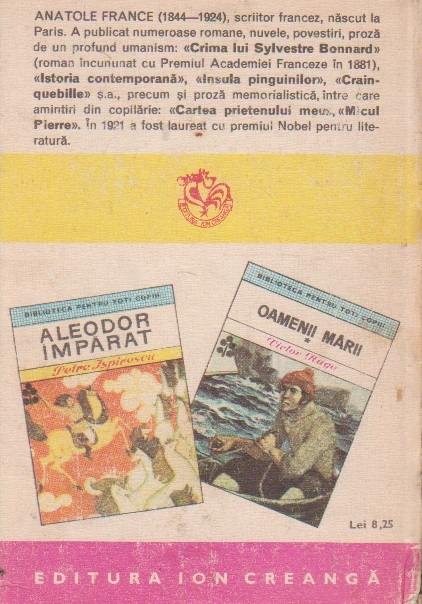 ANATOLE FRANCE (1844—1924), scriitor francez, născut la
Paris. A publicat numeroase romane, nuvele, povestiri, proză
de un profund umanism: «Crima lui Sylvestre Bonnard»
(roman încununat cu Premiul Academiei Franceze în 1881),
«Istoria contemporană», «Insula pinguinilor», «Crain-
quebille» ş.a., precum şi proză memorialistică, între care
amintiri din copilărie: «Cartea prietenului meu», «Micul
Pierre». În 1921 a fost laureat cu premiul Nobel pentru lite-
ratură.
EDITURA ION CREANGĂ
BIBLIOTECA PENTRU TOŢI COPIII
ALEODOR
ÎMPĂRAT
Petre Ispirescu
BIBLIOTECA PENTRU TOŢI COPIII
OAMENII MĂRII
*
Victor Hugo
Lei 8,25
EDITURA ION CREANGĂ